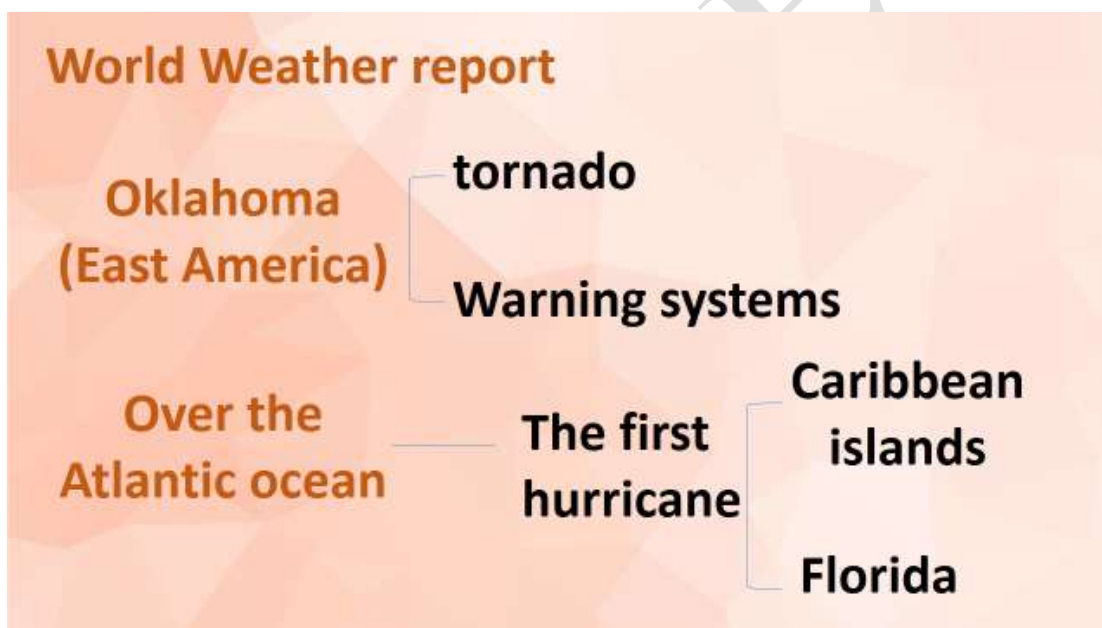 World Weather report
Oklahoma
(East America)
tornado
Warning systems
Over the
Atlantic ocean
The first
hurricane
Caribbean
islands
Florida